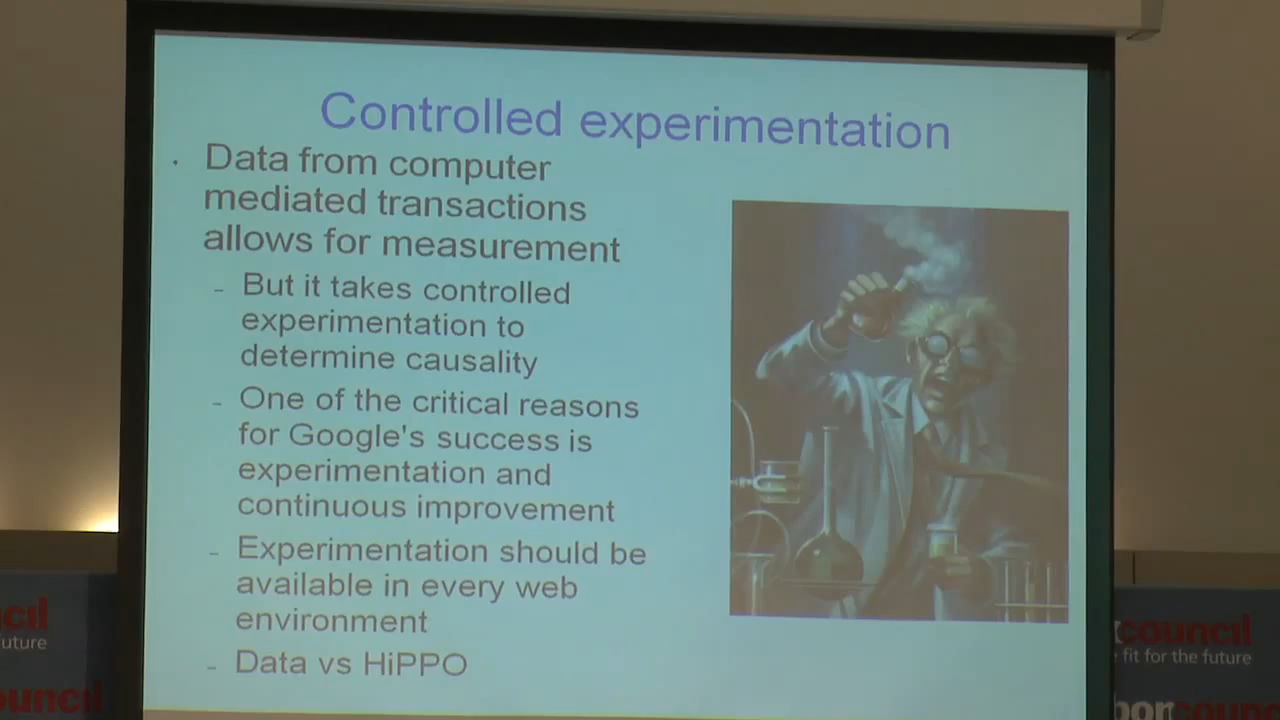 Controlled experimentation
· Data from computer
mediated transactions
allows for measurement
- But it takes controlled
experimentation to
determine causality
- One of the critical reasons
for Google's success is
experimentation and
continuous improvement
- Experimentation should be
available in every web
environment
- Data vs HiPPO
council
fit for the future